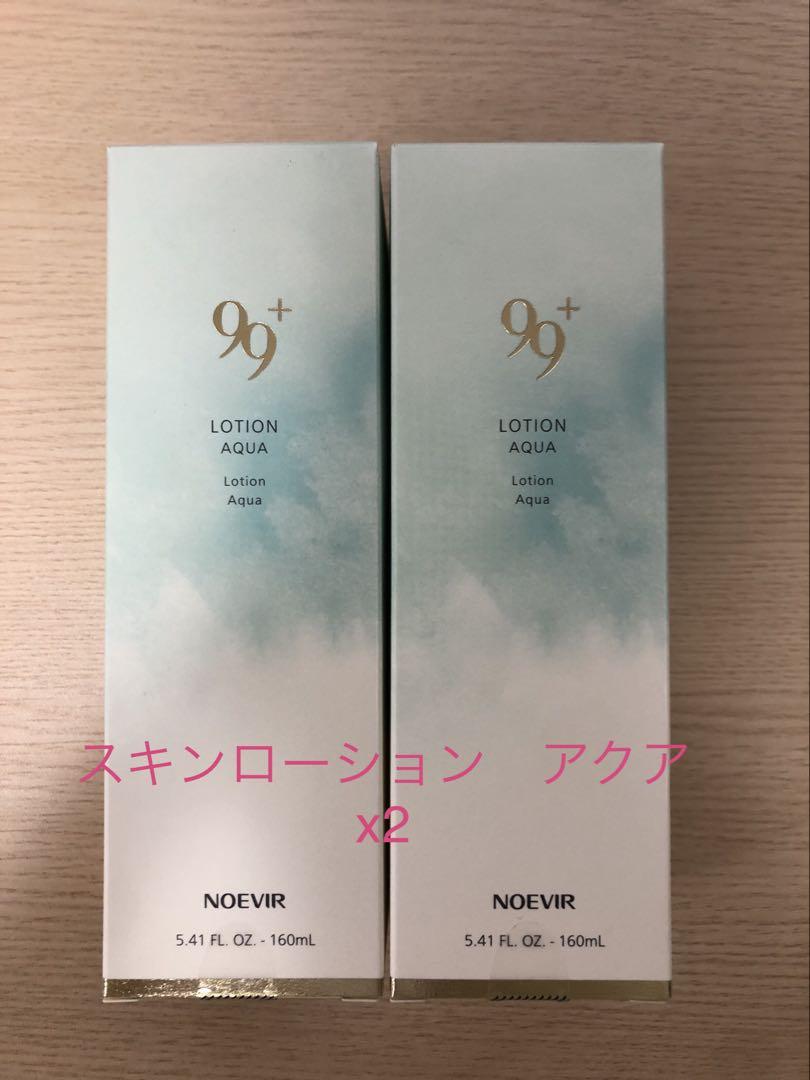 99+
LOTION
AQUA
Lotion
Aqua
99+
LOTION
AQUA
Lotion
Aqua
スキンローション　アクア
x2
NOEVIR
5.41 FL. OZ. - 160mL
NOEVIR
5.41 FL. OZ. - 160mL